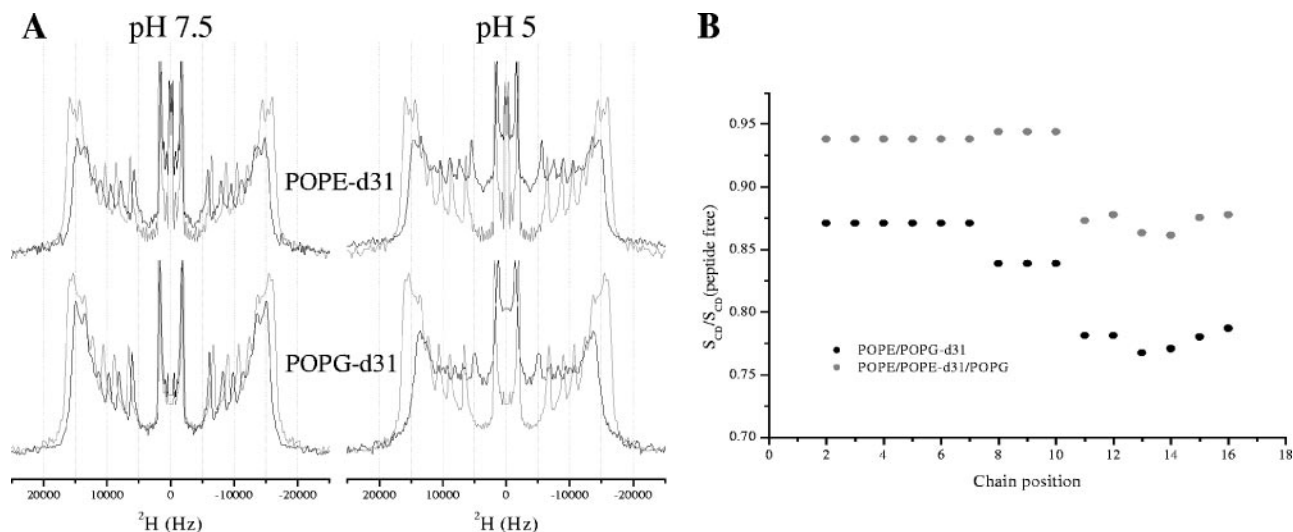 A
pH 7.5
pH 5
POPE-d31
POPG-d31
20000 10000 0 -10000 -20000
20000 10000 0 -10000 -20000
²H (Hz)
²H (Hz)
B
S_CD/S_CD(peptide free)
0.95
0.90
0.85
0.80
0.75
0.70
POPE/POPG-d31
POPE/POPE-d31/POPG
0 2 4 6 8 10 12 14 16 18
Chain position